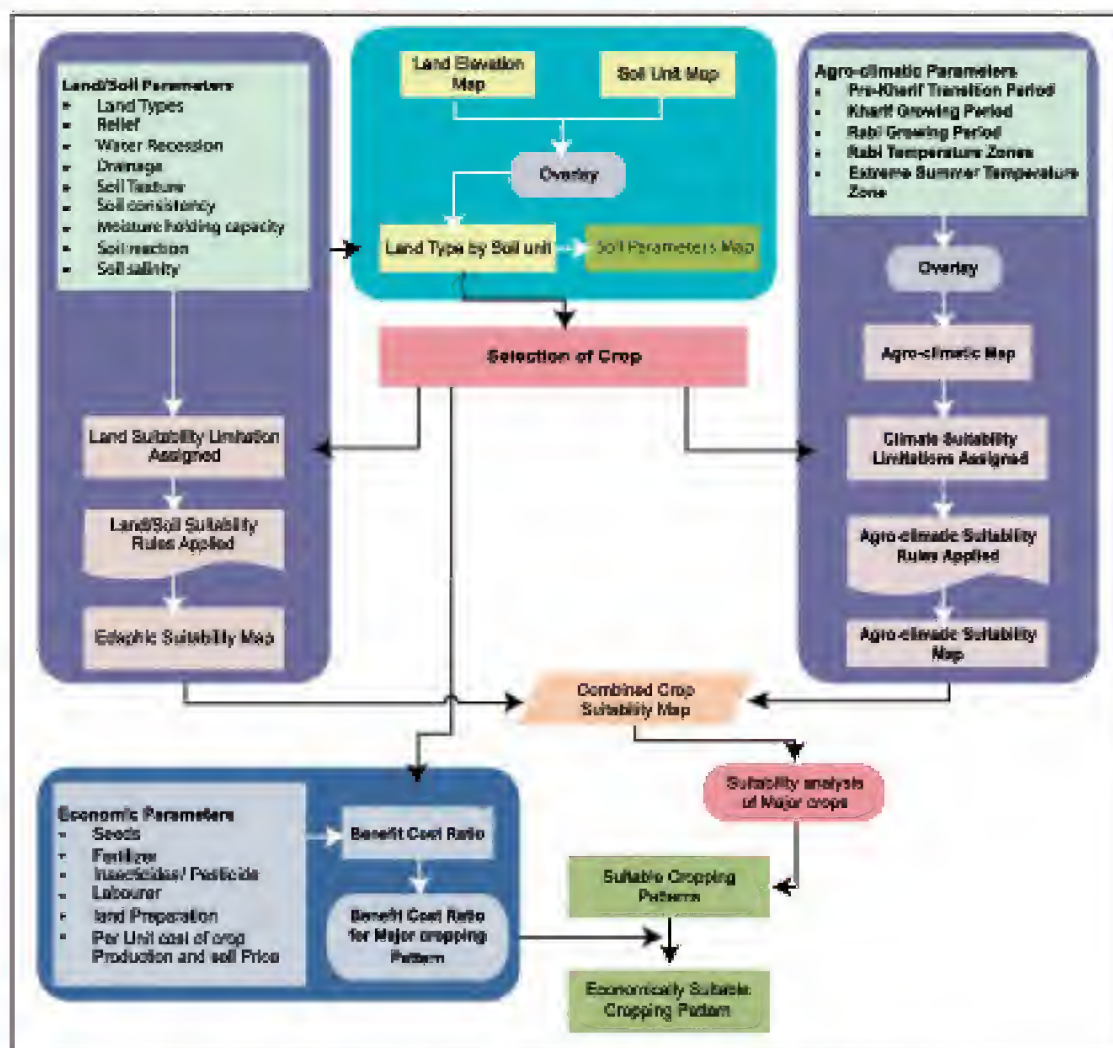 Land/Soil Parameters
• Land Types
• Relief
• Water Recession
• Drainage
• Soil Texture
• Soil consistency
• Moisture holding capacity
• Soil reaction
• Soil salinity
Land Suitability Limitation
Assigned
Land/Soil Suitability
Rules Applied
Edaphic Suitability Map
Land Elevation
Map
Soil Unit Map
Overlay
Land Type by Soil unit
Soil Parameters Map
Selection of Crop
Agro-climatic Parameters
• Pre-Kharif Transition Period
• Kharif Growing Period
• Rabi Growing Period
• Rabi Temperature Zones
• Extreme Summer Temperature
Zone
Overlay
Agro-climatic Map
Climate Suitability
Limitations Assigned
Agro-climatic Suitability
Rules Applied
Agro-climatic Suitability
Map
Combined Crop
Suitability Map
Suitability analysis
of Major crops
Economic Parameters
• Seeds
• Fertilizer
• Insecticides/ Pesticide
• Labourer
• land Preparation
• Per Unit cost of crop
Production and soil Price
Benefit Cost Ratio
Benefit Cost Ratio
for Major cropping
Pattern
Suitable Cropping
Patterns
Economically Suitable
Cropping Pattern